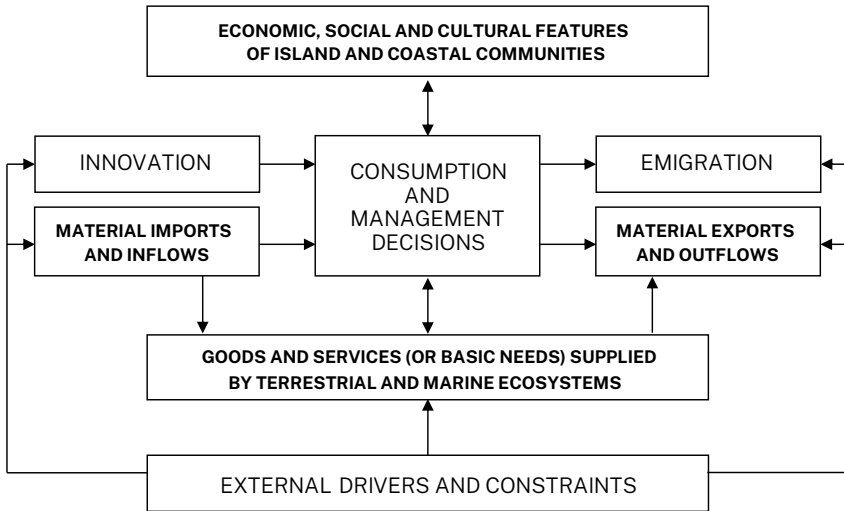 ECONOMIC, SOCIAL AND CULTURAL FEATURES
OF ISLAND AND COASTAL COMMUNITIES
INNOVATION
CONSUMPTION
AND
MANAGEMENT
DECISIONS
EMIGRATION
MATERIAL IMPORTS
AND INFLOWS
MATERIAL EXPORTS
AND OUTFLOWS
GOODS AND SERVICES (OR BASIC NEEDS) SUPPLIED
BY TERRESTRIAL AND MARINE ECOSYSTEMS
EXTERNAL DRIVERS AND CONSTRAINTS